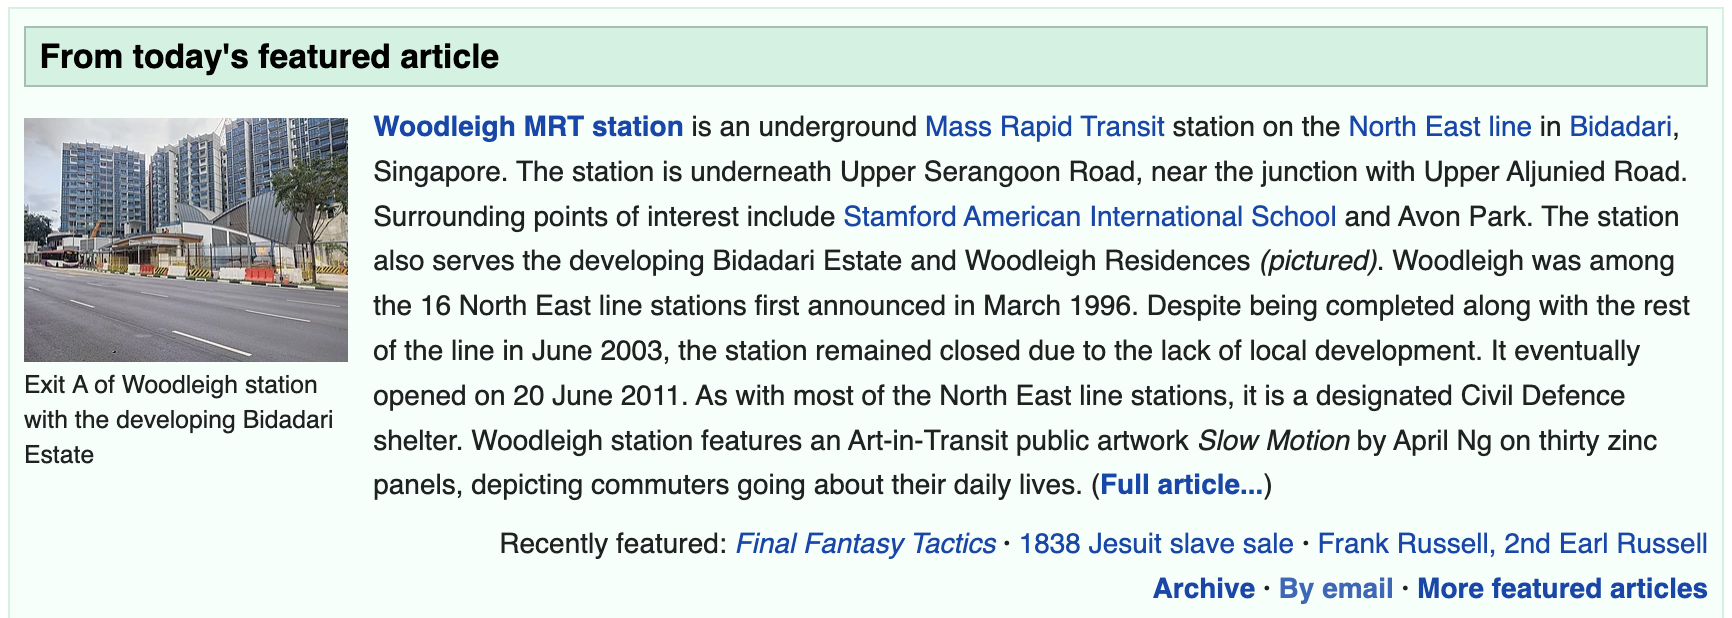 From today's featured article
Woodleigh MRT station is an underground Mass Rapid Transit station on the North East line in Bidadari,
Singapore. The station is underneath Upper Serangoon Road, near the junction with Upper Aljunied Road.
Surrounding points of interest include Stamford American International School and Avon Park. The station
also serves the developing Bidadari Estate and Woodleigh Residences (pictured). Woodleigh was among
the 16 North East line stations first announced in March 1996. Despite being completed along with the rest
of the line in June 2003, the station remained closed due to the lack of local development. It eventually
opened on 20 June 2011. As with most of the North East line stations, it is a designated Civil Defence
shelter. Woodleigh station features an Art-in-Transit public artwork Slow Motion by April Ng on thirty zinc
panels, depicting commuters going about their daily lives. (Full article...)
Exit A of Woodleigh station
with the developing Bidadari
Estate
Recently featured: Final Fantasy Tactics · 1838 Jesuit slave sale · Frank Russell, 2nd Earl Russell
Archive · By email · More featured articles